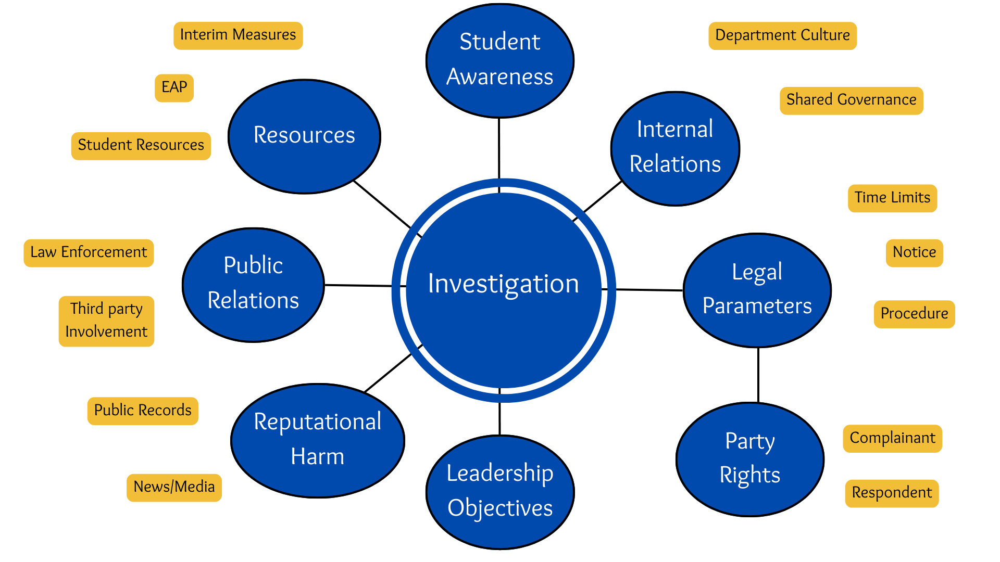 Interim Measures
EAP
Student Resources
Resources
Student
Awareness
Department Culture
Shared Governance
Internal
Relations
Law Enforcement
Third party
Involvement
Public
Relations
Investigation
Time Limits
Notice
Procedure
Legal
Parameters
Public Records
News/Media
Reputational
Harm
Leadership
Objectives
Party
Rights
Complainant
Respondent